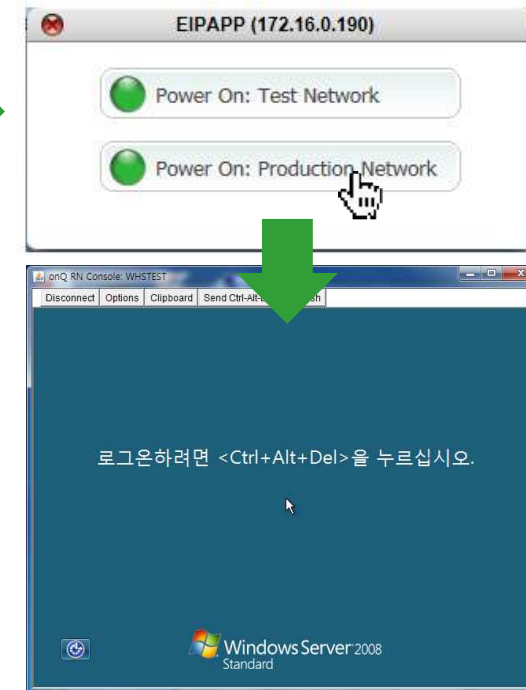 EIPAPP (172.16.0.190)
Power On: Test Network
Power On: Production Network
onQ RN Console: WHSTEST
Disconnect Options Clipboard Send Ctrl-Alt-
로그온하려면 <Ctrl+Alt+Del>을 누르십시오.
Windows Server 2008
Standard